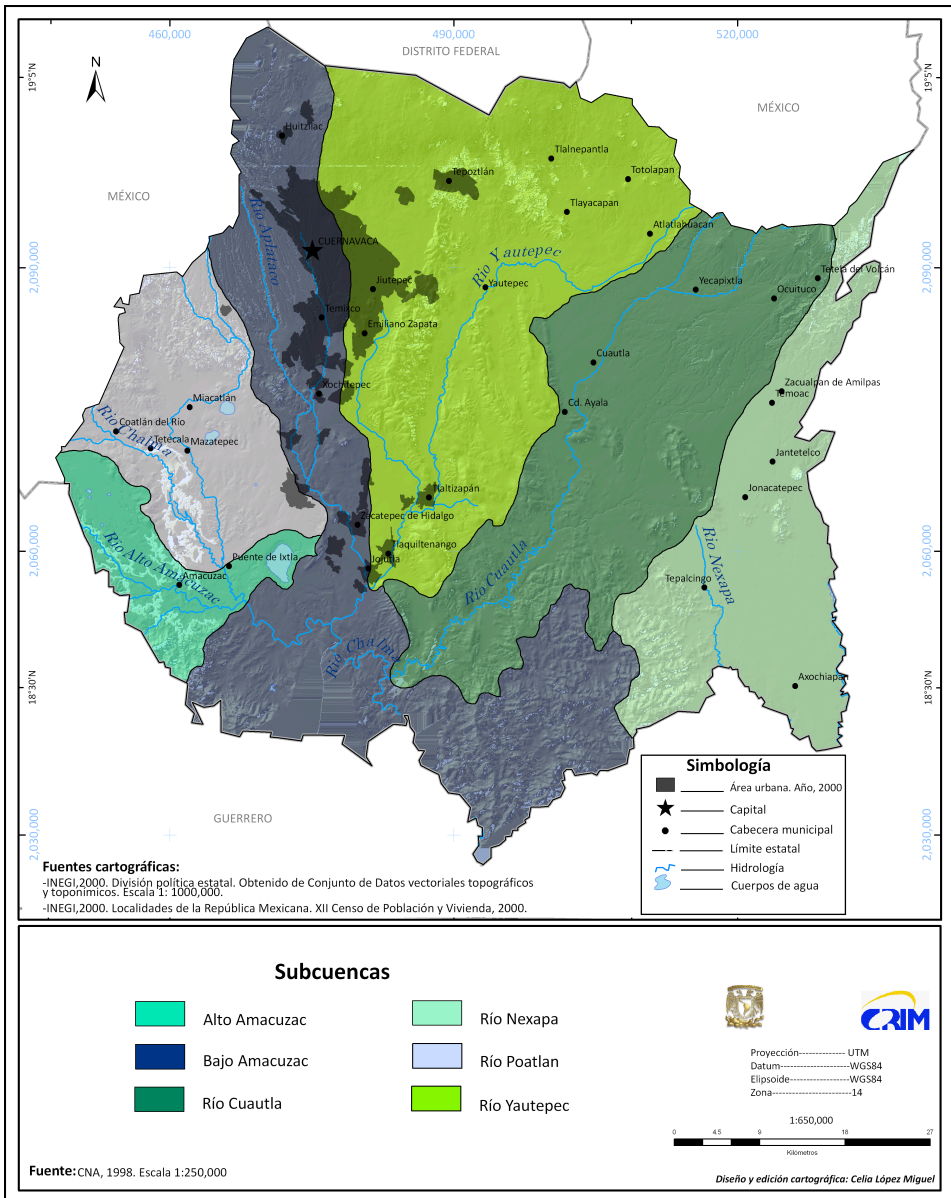 460,000
490,000
520,000
DISTRITO FEDERAL
N
19°5'N
19°5'N
MÉXICO
MÉXICO
Huitzilac
Tlalnepantla
Tepoztlán
Totolapan
Tlayacapan
Atlatlahuacan
Río Aplataco
CUERNAVACA
Río Yautepec
2,090,000
2,090,000
Jiutepec
Yautepec
Yecapixtla
Tetela del Volcán
Ocuituco
Temixco
Emiliano Zapata
Cuautla
Xochitepec
Cd. Ayala
Zacualpan de Amilpas
Temoac
Miacatlán
Río Chalma
Coatlán del Río
Tetecala
Mazatepec
Jantetelco
Jonacatepec
Tlaltizapán
Zacatepec de Hidalgo
Río Alto Amacuzac
Puente de Ixtla
Tlaquiltenango
Jojutla
Amacuzac
Río Cuautla
Río Nexapa
Tepalcingo
2,060,000
2,060,000
Río Chalma
Axochiapan
18°30'N
18°30'N
GUERRERO
2,030,000
2,030,000
Simbología
Área urbana. Año, 2000
Capital
Cabecera municipal
Límite estatal
Hidrología
Cuerpos de agua
Fuentes cartográficas:
-INEGI,2000. División política estatal. Obtenido de Conjunto de Datos vectoriales topográficos
y toponímicos. Escala 1: 1000,000.
-INEGI,2000. Localidades de la República Mexicana. XII Censo de Población y Vivienda, 2000.
Subcuencas
Alto Amacuzac
Bajo Amacuzac
Río Cuautla
Río Nexapa
Río Poatlan
Río Yautepec
CRIM
Proyección-------------- UTM
Datum--------------------WGS84
Elipsoide-----------------WGS84
Zona-----------------------14
1:650,000
0 4.5 9 18 27
Kilómetros
Fuente: CNA, 1998. Escala 1:250,000
Diseño y edición cartográfica: Celia López Miguel